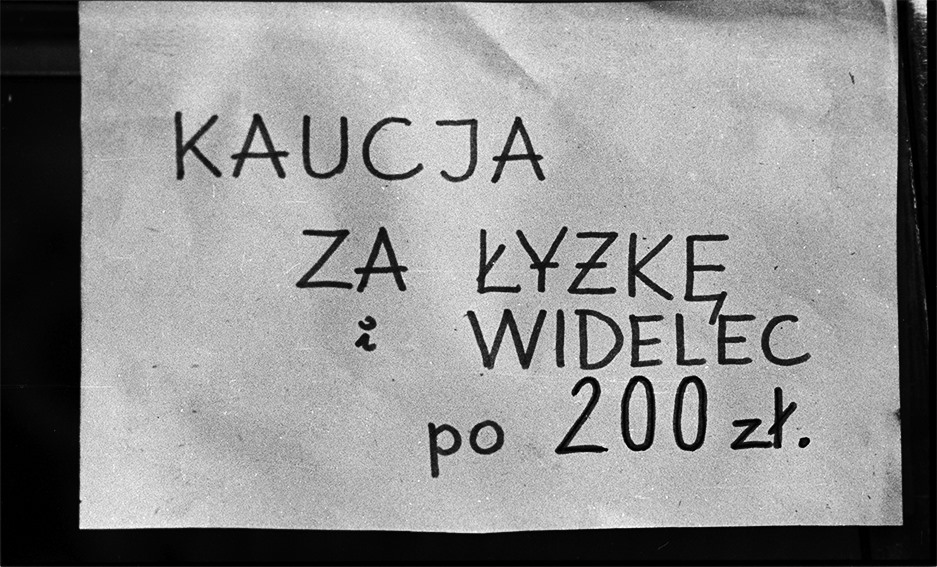 KAUCJA
ZA ŁYŻKĘ
i WIDELEC
po 200 zł.